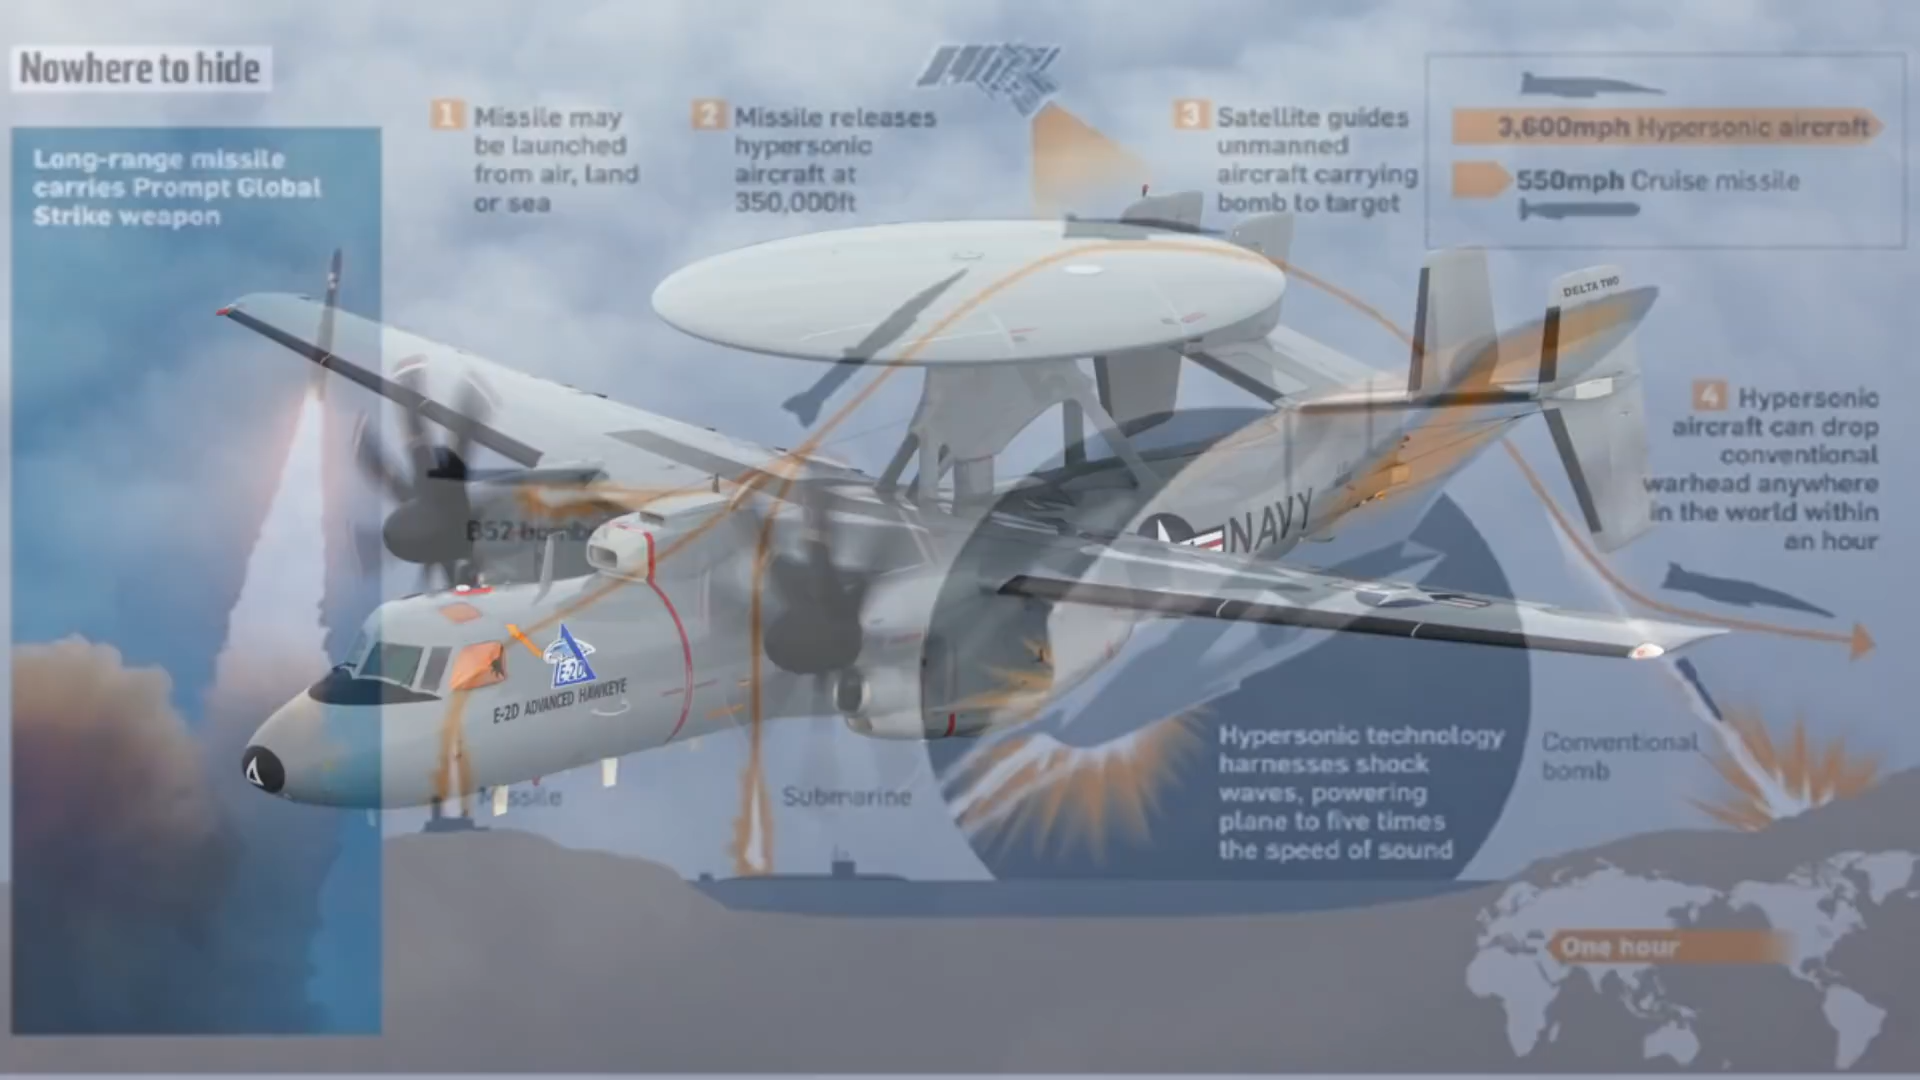 Nowhere to hide
Long-range missile
carries Prompt Global
Strike weapon
1 Missile may
be launched
from air, land
or sea
2 Missile releases
hypersonic
aircraft at
350,000ft
3 Satellite guides
unmanned
aircraft carrying
bomb to target
3,600mph Hypersonic aircraft
550mph Cruise missile
DELTA TWO
4 Hypersonic
aircraft can drop
conventional
warhead anywhere
in the world within
an hour
B52 bomber
NAVY
E-2D
E-2D ADVANCED HAWKEYE
Missile
Submarine
Hypersonic technology
harnesses shock
waves, powering
plane to five times
the speed of sound
Conventional
bomb
One hour